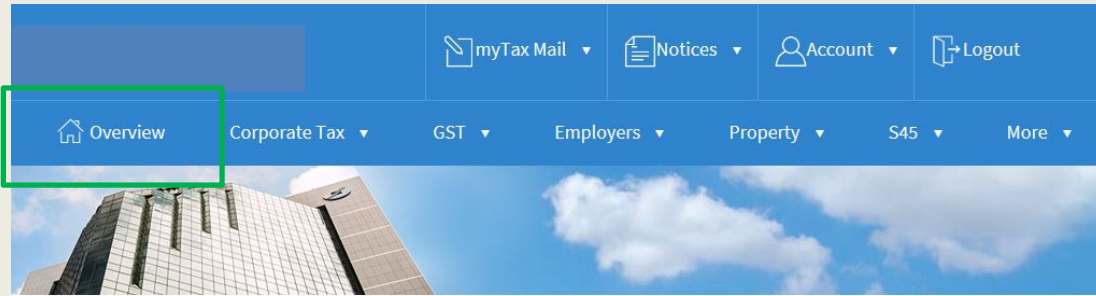 myTax Mail ▼ Notices ▼ Account ▼ Logout
Overview Corporate Tax ▼ GST ▼ Employers ▼ Property ▼ S45 ▼ More ▼